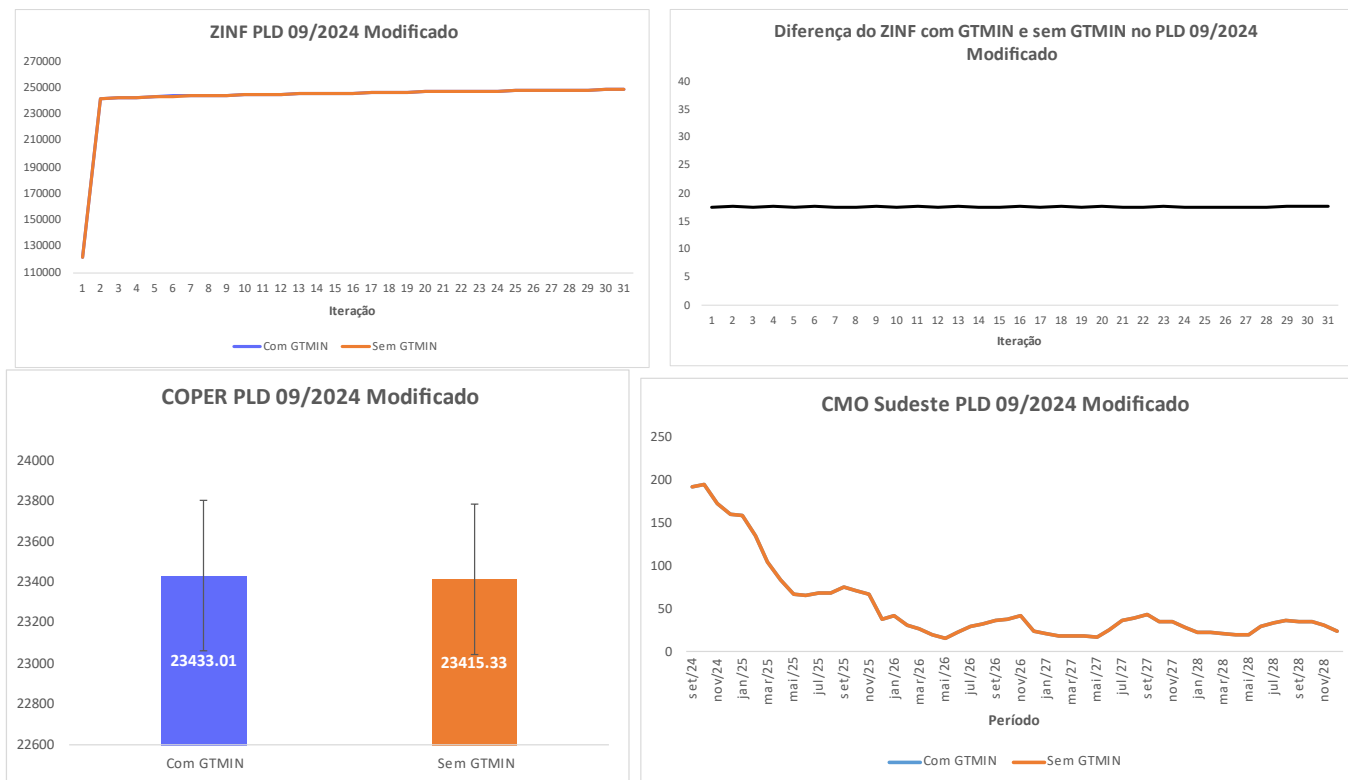 ZINF PLD 09/2024 Modificado
270000
250000
230000
210000
190000
170000
150000
130000
110000
1 2 3 4 5 6 7 8 9 10 11 12 13 14 15 16 17 18 19 20 21 22 23 24 25 26 27 28 29 30 31
Iteração
Com GTMIN Sem GTMIN
Diferença do ZINF com GTMIN e sem GTMIN no PLD 09/2024
Modificado
40
35
30
25
20
15
10
5
0
1 2 3 4 5 6 7 8 9 10 11 12 13 14 15 16 17 18 19 20 21 22 23 24 25 26 27 28 29 30 31
Iteração
COPER PLD 09/2024 Modificado
24000
23800
23600
23400
23200
23000
22800
22600
23433.01 23415.33
Com GTMIN Sem GTMIN
CMO Sudeste PLD 09/2024 Modificado
250
200
150
100
50
0
set/24 nov/24 jan/25 mar/25 mai/25 jul/25 set/25 nov/25 jan/26 mar/26 mai/26 jul/26 set/26 nov/26 jan/27 mar/27 mai/27 jul/27 set/27 nov/27 jan/28 mar/28 mai/28 jul/28 set/28 nov/28
Período
Com GTMIN Sem GTMIN